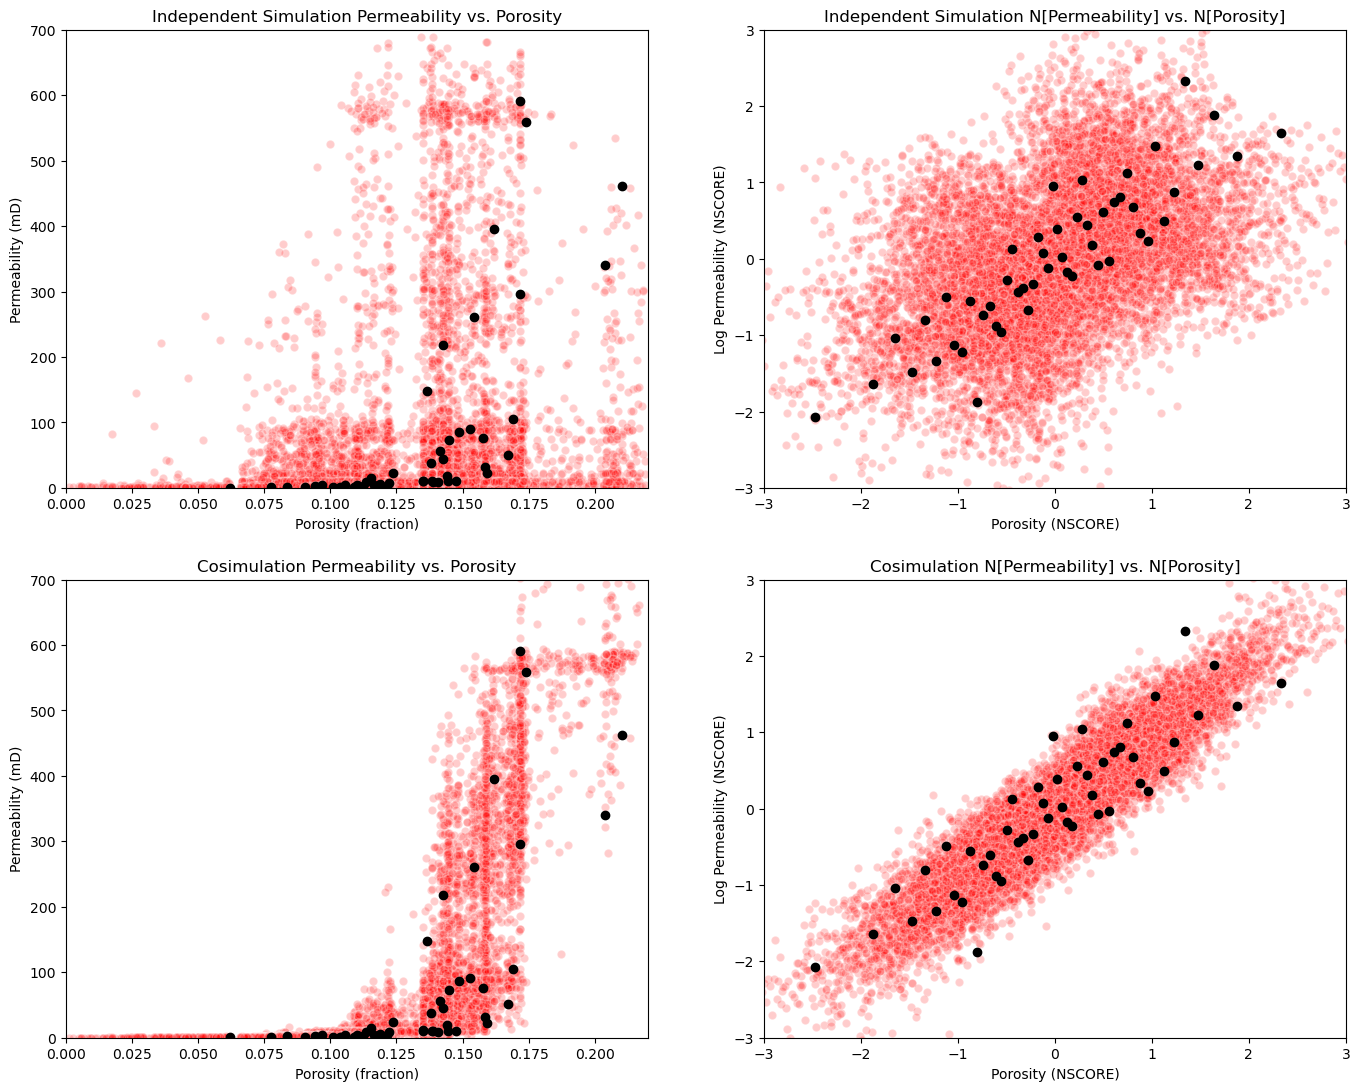 Independent Simulation Permeability vs. Porosity
700
600
500
400
300
200
100
0
Permeability (mD)
0.000 0.025 0.050 0.075 0.100 0.125 0.150 0.175 0.200
Porosity (fraction)
Independent Simulation N[Permeability] vs. N[Porosity]
3
2
1
0
−1
−2
−3
Log Permeability (NSCORE)
−3 −2 −1 0 1 2 3
Porosity (NSCORE)
Cosimulation Permeability vs. Porosity
700
600
500
400
300
200
100
0
Permeability (mD)
0.000 0.025 0.050 0.075 0.100 0.125 0.150 0.175 0.200
Porosity (fraction)
Cosimulation N[Permeability] vs. N[Porosity]
3
2
1
0
−1
−2
−3
Log Permeability (NSCORE)
−3 −2 −1 0 1 2 3
Porosity (NSCORE)